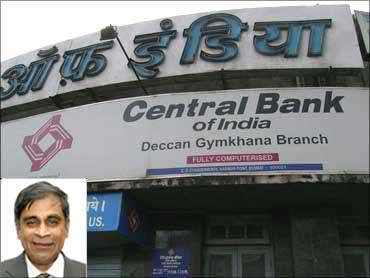 ऑफ़ इंडिया
Central Bank
of India
Deccan Gymkhana Branch
FULLY COMPUTERISED
US.